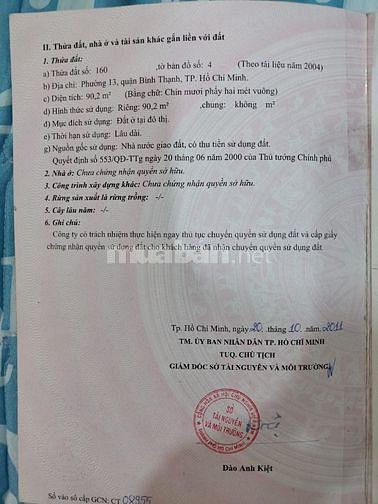 II. Thửa đất, nhà ở và tài sản khác gắn liền với đất
1. Thửa đất:
a) Thửa đất số: 160 , tờ bản đồ số: 4 (Theo tài liệu năm 2004)
b) Địa chỉ: Phường 13, quận Bình Thạnh, TP. Hồ Chí Minh.
c) Diện tích: 90,2 m² (Bằng chữ: Chín mươi phẩy hai mét vuông)
d) Hình thức sử dụng: Riêng: 90,2 m² ,chung: không m²
đ) Mục đích sử dụng: Đất ở tại đô thị.
e) Thời hạn sử dụng: Lâu dài.
g) Nguồn gốc sử dụng: Nhà nước giao đất, có thu tiền sử dụng đất.
Quyết định số 553/QĐ-TTg ngày 20 tháng 06 năm 2000 của Thủ tướng Chính phủ
2. Nhà ở: Chưa chứng nhận quyền sở hữu.
3. Công trình xây dựng khác: Chưa chứng nhận quyền sở hữu.
4. Rừng sản xuất là rừng trồng: -/-
5. Cây lâu năm: -/-
6. Ghi chú:
Công ty có trách nhiệm thực hiện ngay thủ tục chuyển quyền sử dụng đất và cấp giấy
chứng nhận quyền sử dụng đất cho khách hàng đã nhận chuyển quyền sử dụng đất.
muaban.net
Tp. Hồ Chí Minh, ngày 20 .tháng 10 .năm 2011
TM. ỦY BAN NHÂN DÂN TP. HỒ CHÍ MINH
TUQ. CHỦ TỊCH
GIÁM ĐỐC SỞ TÀI NGUYÊN VÀ MÔI TRƯỜNG
SỞ
TÀI NGUYÊN
VÀ MÔI TRƯỜNG
Đào Anh Kiệt
Số vào sổ cấp GCN: CT 08955